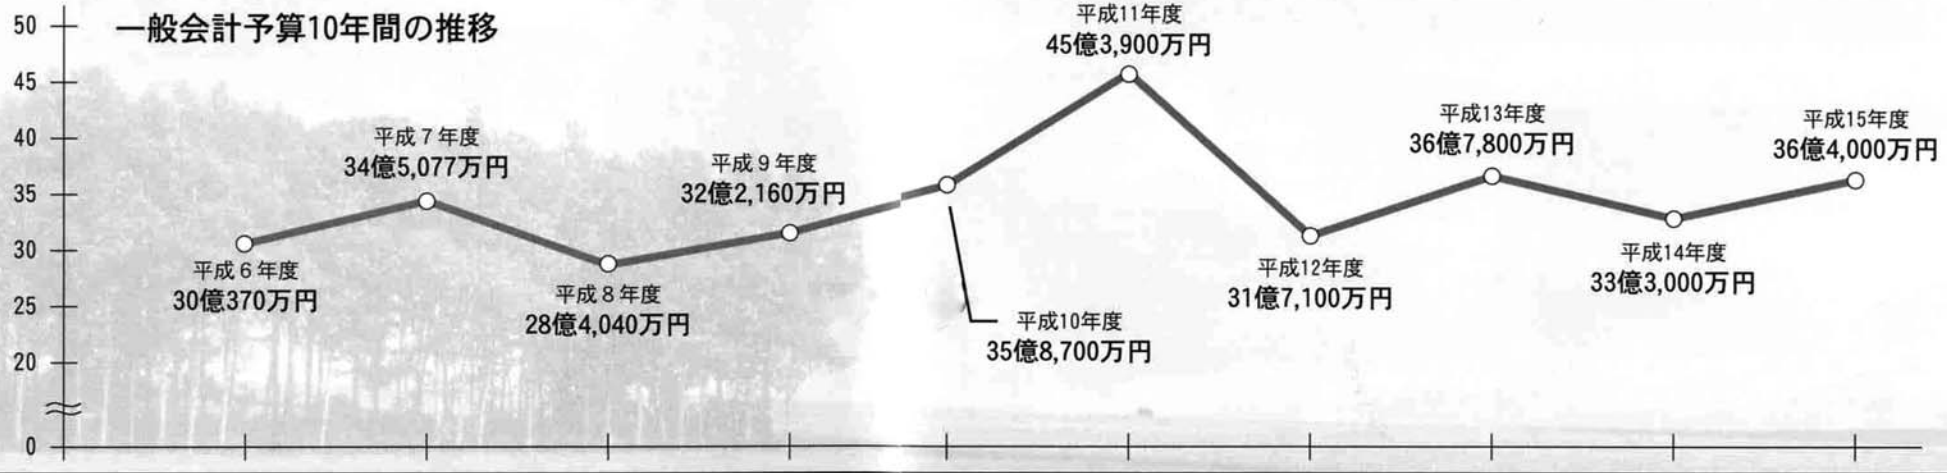 一般会計予算10年間の推移
50
45
40
35
30
25
20
0
平成6年度
30億370万円
平成7年度
34億5,077万円
平成8年度
28億4,040万円
平成9年度
32億2,160万円
平成10年度
35億8,700万円
平成11年度
45億3,900万円
平成12年度
31億7,100万円
平成13年度
36億7,800万円
平成14年度
33億3,000万円
平成15年度
36億4,000万円